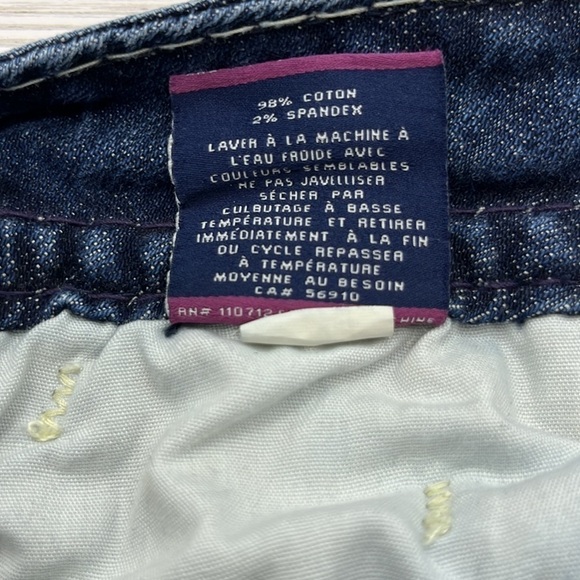 98% COTON
2% SPANDEX
LAVER À LA MACHINE À
L'EAU FROIDE AVEC
COULEURS SEMBLABLES
NE PAS JAVELLISER
SÉCHER PAR
CULBUTAGE À BASSE
TEMPÉRATURE ET RETIRER
IMMÉDIATEMENT À LA FIN
DU CYCLE REPASSER
À TEMPÉRATURE
MOYENNE AU BESOIN
CA# 56910
RN# 110712